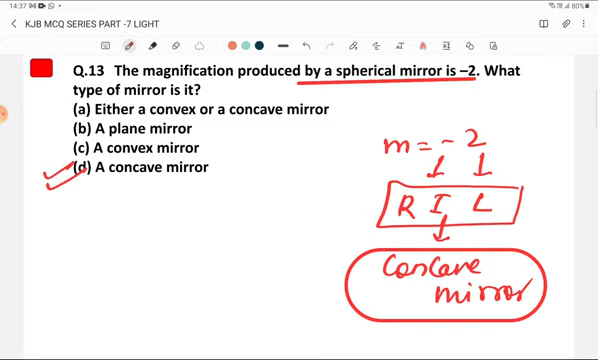 14:37
80%
KJB MCQ SERIES PART -7 LIGHT
Q.13 The magnification produced by a spherical mirror is –2. What
type of mirror is it?
(a) Either a convex or a concave mirror
(b) A plane mirror
(c) A convex mirror
(d) A concave mirror
m = - 2
R I L
Concave
mirror